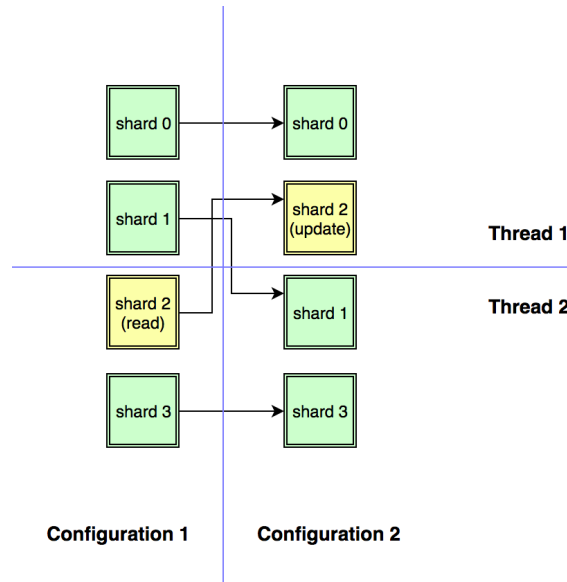 shard 0
shard 0
shard 1
shard 2
(update)
Thread 1
shard 2
(read)
shard 1
Thread 2
shard 3
shard 3
Configuration 1
Configuration 2